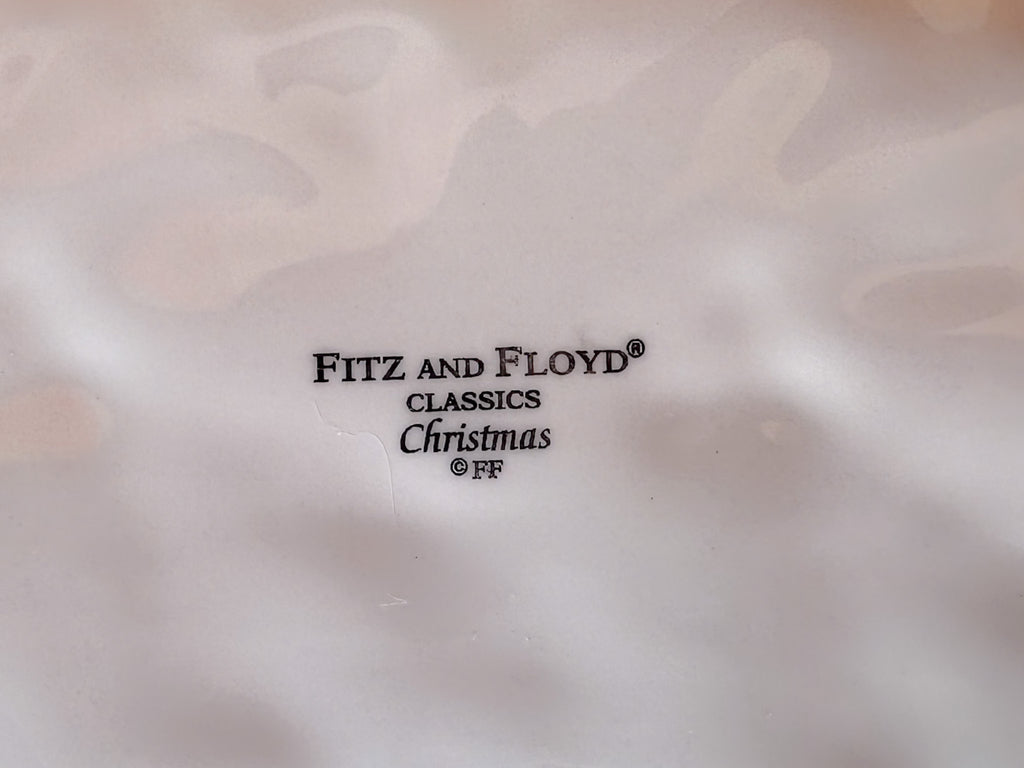 FITZ AND FLOYD®
CLASSICS
Christmas
© FF